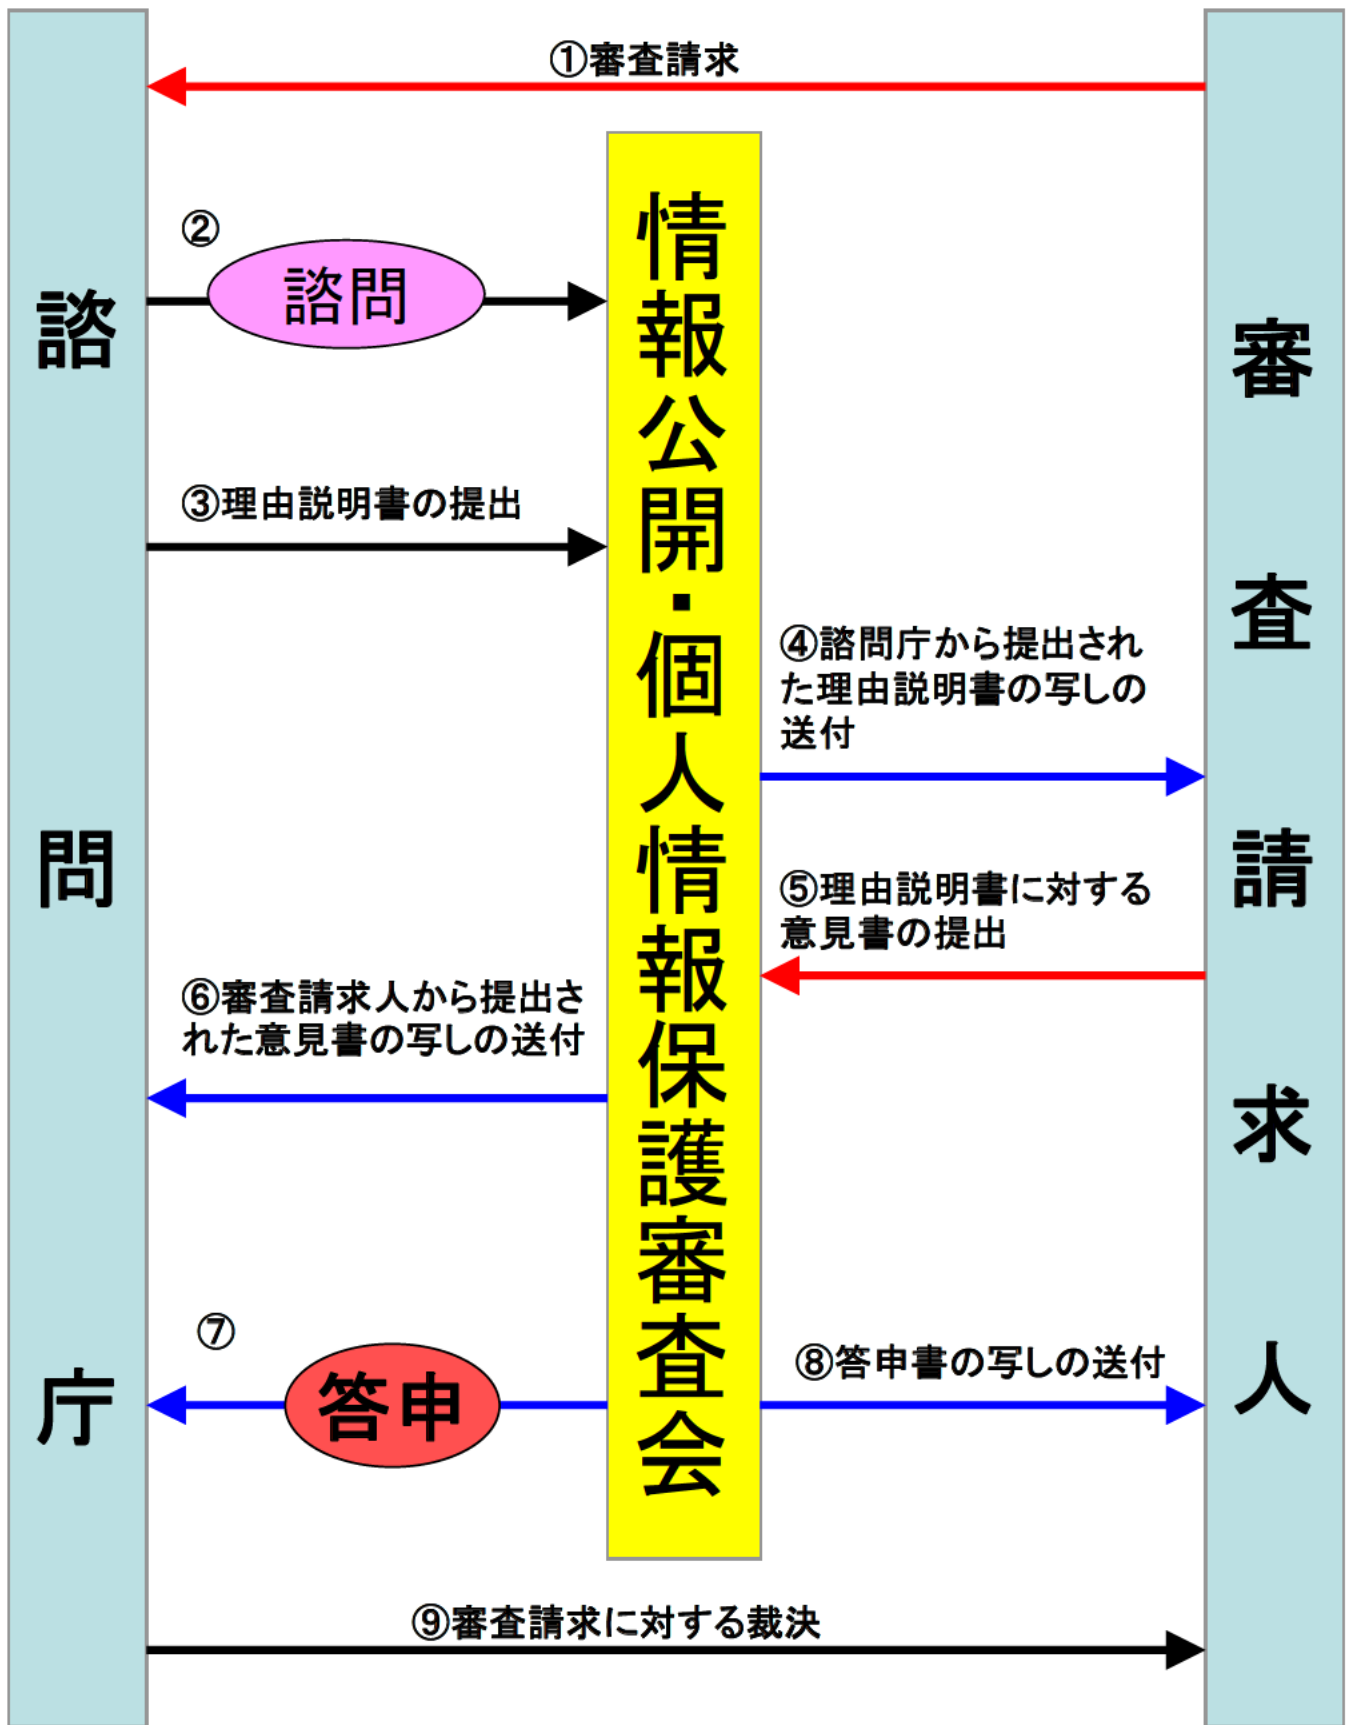 ①審査請求
②
諮問
③理由説明書の提出
④諮問庁から提出され
た理由説明書の写しの
送付
⑤理由説明書に対する
意見書の提出
⑥審査請求人から提出さ
れた意見書の写しの送付
⑦
答申
⑧答申書の写しの送付
⑨審査請求に対する裁決
諮問庁
情報公開・個人情報保護審査会
審査請求人